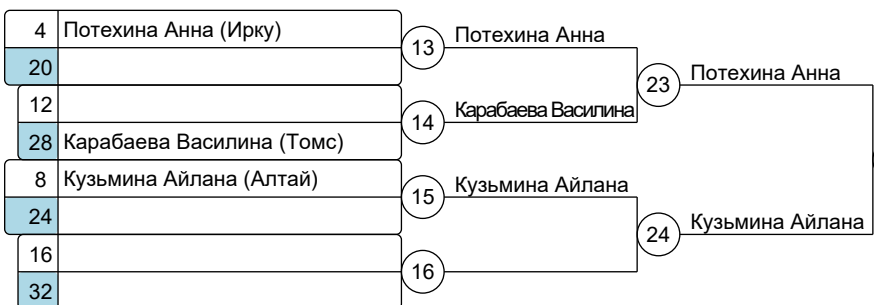 4 Потехина Анна (Ирку)
13 Потехина Анна
20
23 Потехина Анна
12
14 Карабаева Василина
28 Карабаева Василина (Томс)
8 Кузьмина Айлана (Алтай)
15 Кузьмина Айлана
24
24 Кузьмина Айлана
16
16
32